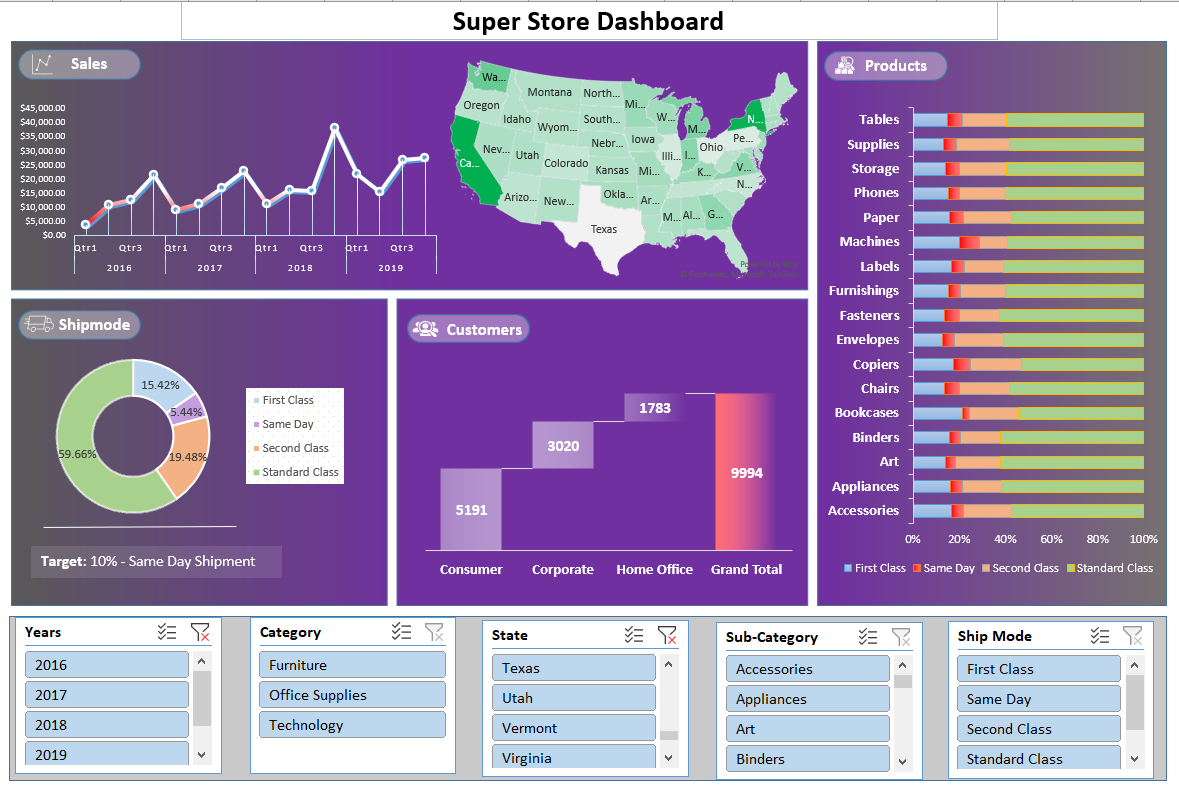 Super Store Dashboard
Sales
$45,000.00
$40,000.00
$35,000.00
$30,000.00
$25,000.00
$20,000.00
$15,000.00
$10,000.00
$5,000.00
$0.00
Qtr1 Qtr3 Qtr1 Qtr3 Qtr1 Qtr3 Qtr1 Qtr3
2016 2017 2018 2019
Wa...
Montana
North...
Mi...
Oregon
Idaho
Wyom...
South...
W...
M...
N...
Pe...
Nev...
Utah
Colorado
Nebr...
Iowa
Illi...
I...
Ohio
Ca...
Kansas
Mi...
K...
V...
Arizo...
New...
Okla...
Ar...
N...
Texas
M...
Al...
G...
Products
Tables
Supplies
Storage
Phones
Paper
Machines
Labels
Furnishings
Fasteners
Envelopes
Copiers
Chairs
Bookcases
Binders
Art
Appliances
Accessories
0% 20% 40% 60% 80% 100%
First Class Same Day Second Class Standard Class
Shipmode
15.42%
5.44%
19.48%
59.66%
First Class
Same Day
Second Class
Standard Class
Target: 10% - Same Day Shipment
Customers
5191
3020
1783
9994
Consumer Corporate Home Office Grand Total
Years
2016
2017
2018
2019
Category
Furniture
Office Supplies
Technology
State
Texas
Utah
Vermont
Virginia
Sub-Category
Accessories
Appliances
Art
Binders
Ship Mode
First Class
Same Day
Second Class
Standard Class